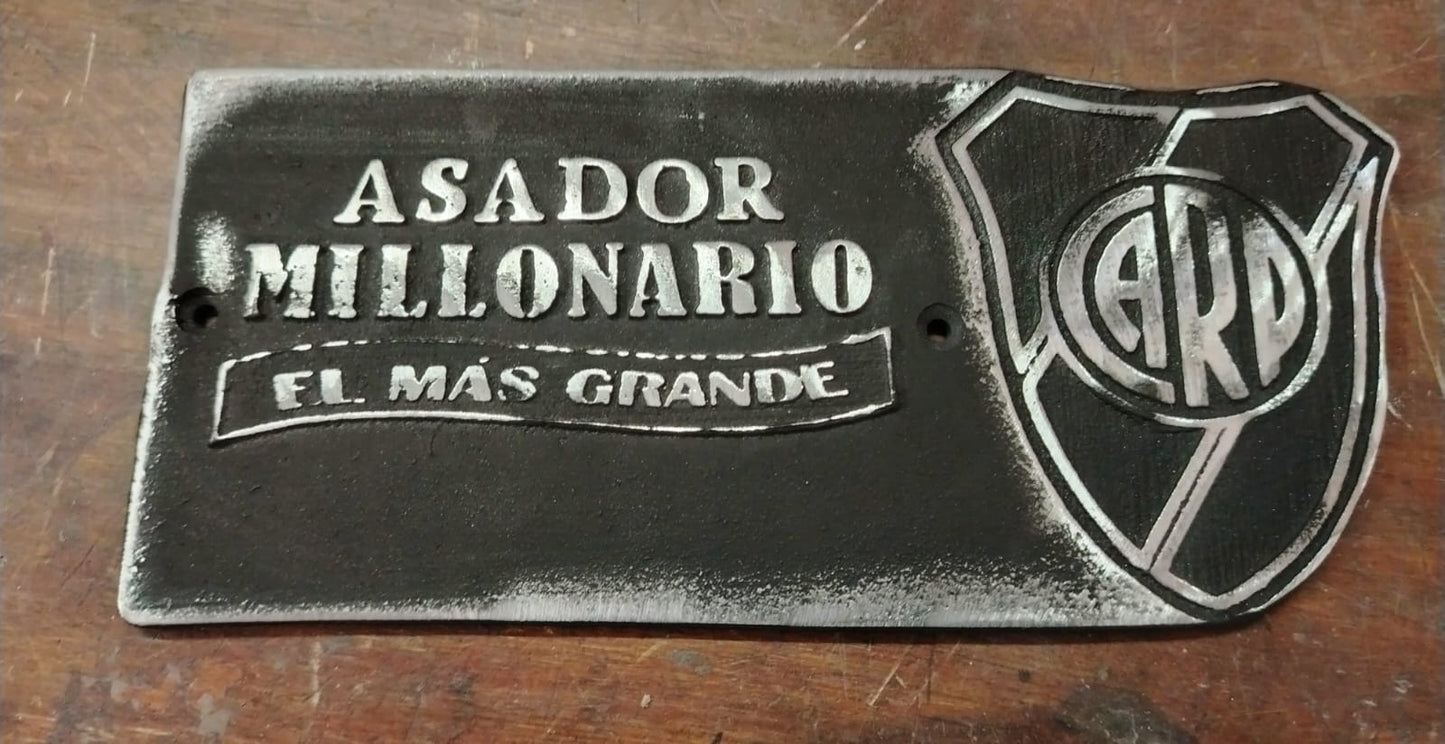 ASADOR
MILLONARIO
EL MÁS GRANDE
CARP